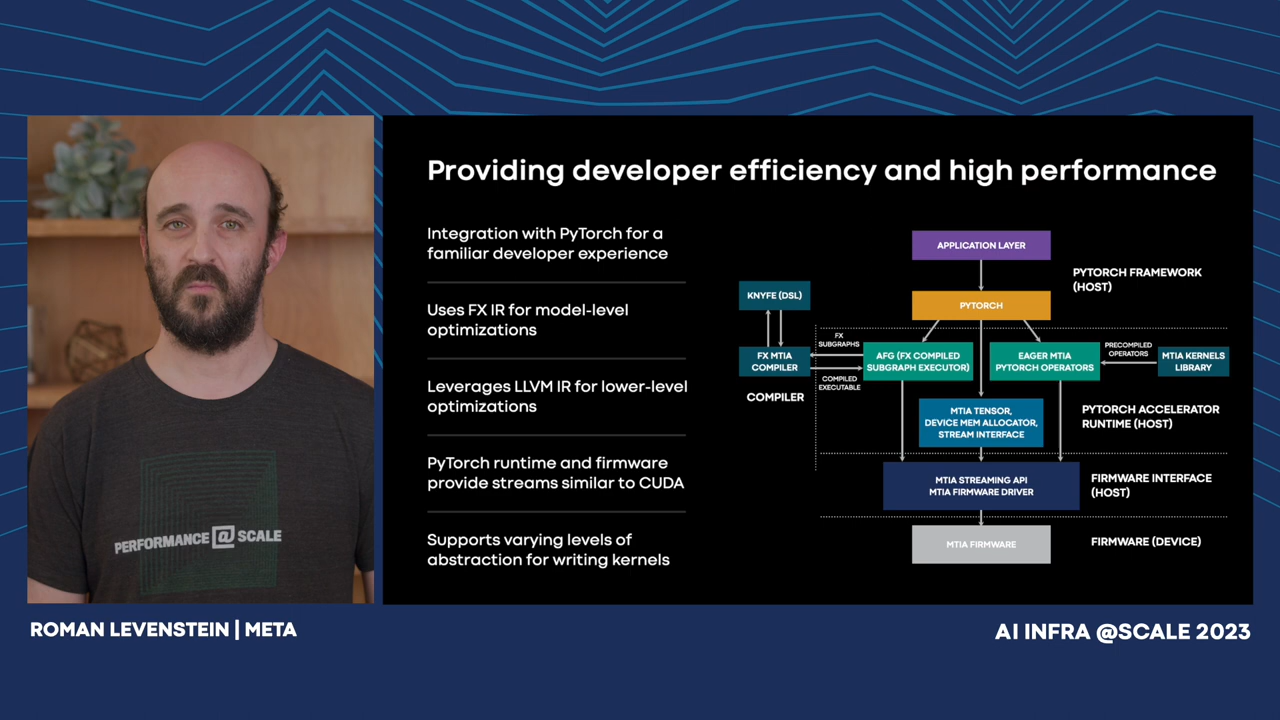 Providing developer efficiency and high performance
Integration with PyTorch for a
familiar developer experience
Uses FX IR for model-level
optimizations
Leverages LLVM IR for lower-level
optimizations
PyTorch runtime and firmware
provide streams similar to CUDA
Supports varying levels of
abstraction for writing kernels
APPLICATION LAYER
PYTORCH FRAMEWORK
(HOST)
KNYFE (DSL)
PYTORCH
FX
SUBGRAPHS
FX MTIA
COMPILER
AFG (FX COMPILED
SUBGRAPH EXECUTOR)
EAGER MTIA
PYTORCH OPERATORS
PRECOMPILED
OPERATORS
MTIA KERNELS
LIBRARY
COMPILED
EXECUTABLE
COMPILER
MTIA TENSOR,
DEVICE MEM ALLOCATOR,
STREAM INTERFACE
PYTORCH ACCELERATOR
RUNTIME (HOST)
MTIA STREAMING API
MTIA FIRMWARE DRIVER
FIRMWARE INTERFACE
(HOST)
MTIA FIRMWARE
FIRMWARE (DEVICE)
PERFORMANCE @ SCALE
ROMAN LEVENSTEIN | META
AI INFRA @SCALE 2023